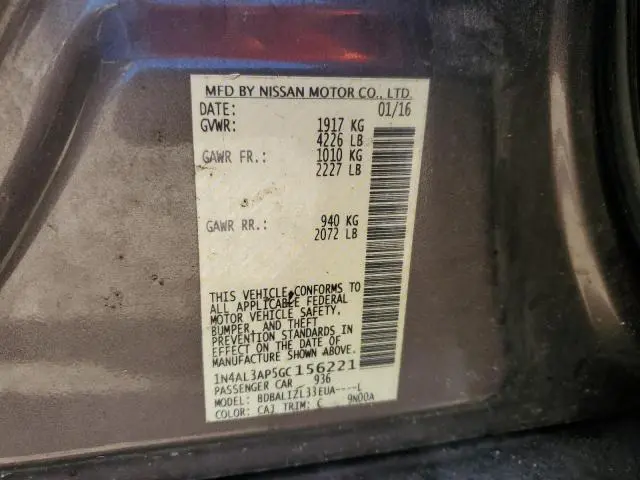 MFD BY NISSAN MOTOR CO., LTD.
DATE: 01/16
GVWR: 1917 KG
4226 LB
GAWR FR.: 1010 KG
2227 LB
GAWR RR.: 940 KG
2072 LB
THIS VEHICLE CONFORMS TO
ALL APPLICABLE FEDERAL
MOTOR VEHICLE SAFETY,
BUMPER, AND THEFT
PREVENTION STANDARDS IN
EFFECT ON THE DATE OF
MANUFACTURE SHOWN ABOVE.
1N4AL3AP5GC156221
PASSENGER CAR 936
MODEL: BDBALIZL33EUA----L
COLOR: CAJ TRIM: C 9N00A